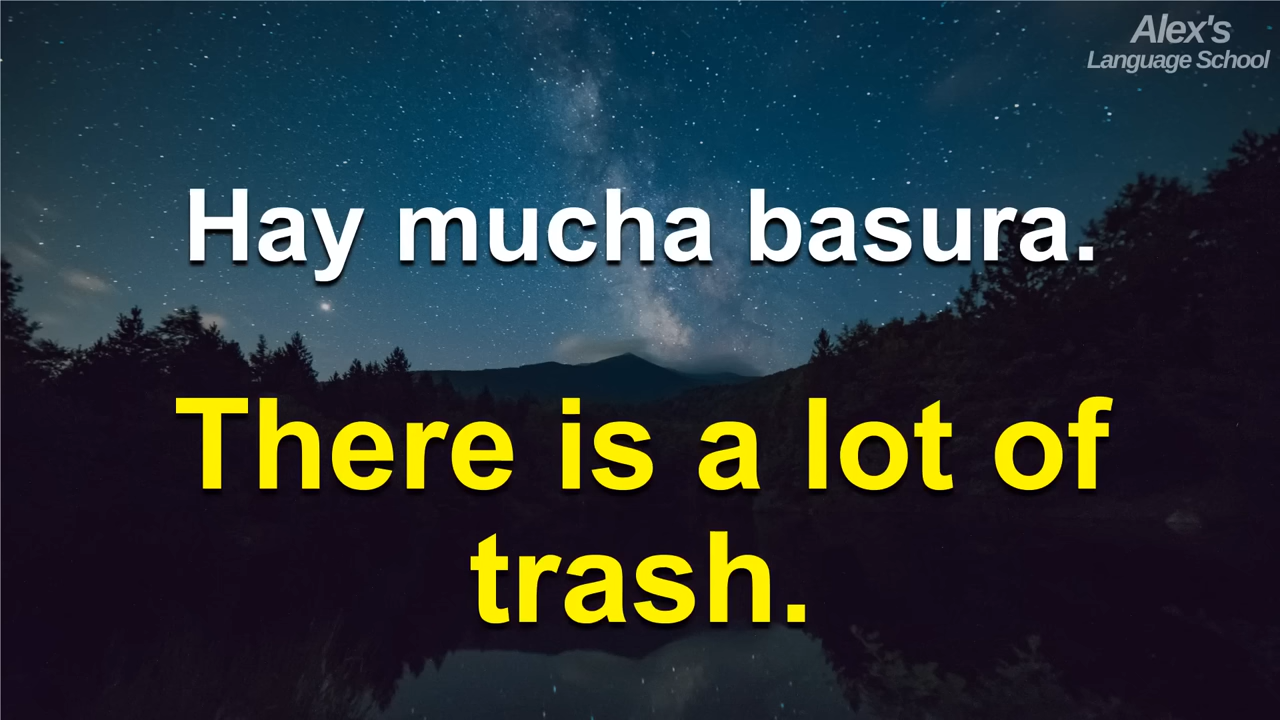 Alex's
Language School
Hay mucha basura.
There is a lot of
trash.